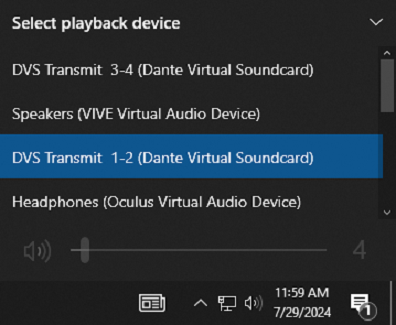 Select playback device
DVS Transmit 3-4 (Dante Virtual Soundcard)
Speakers (VIVE Virtual Audio Device)
DVS Transmit 1-2 (Dante Virtual Soundcard)
Headphones (Oculus Virtual Audio Device)
4
11:59 AM
7/29/2024
1